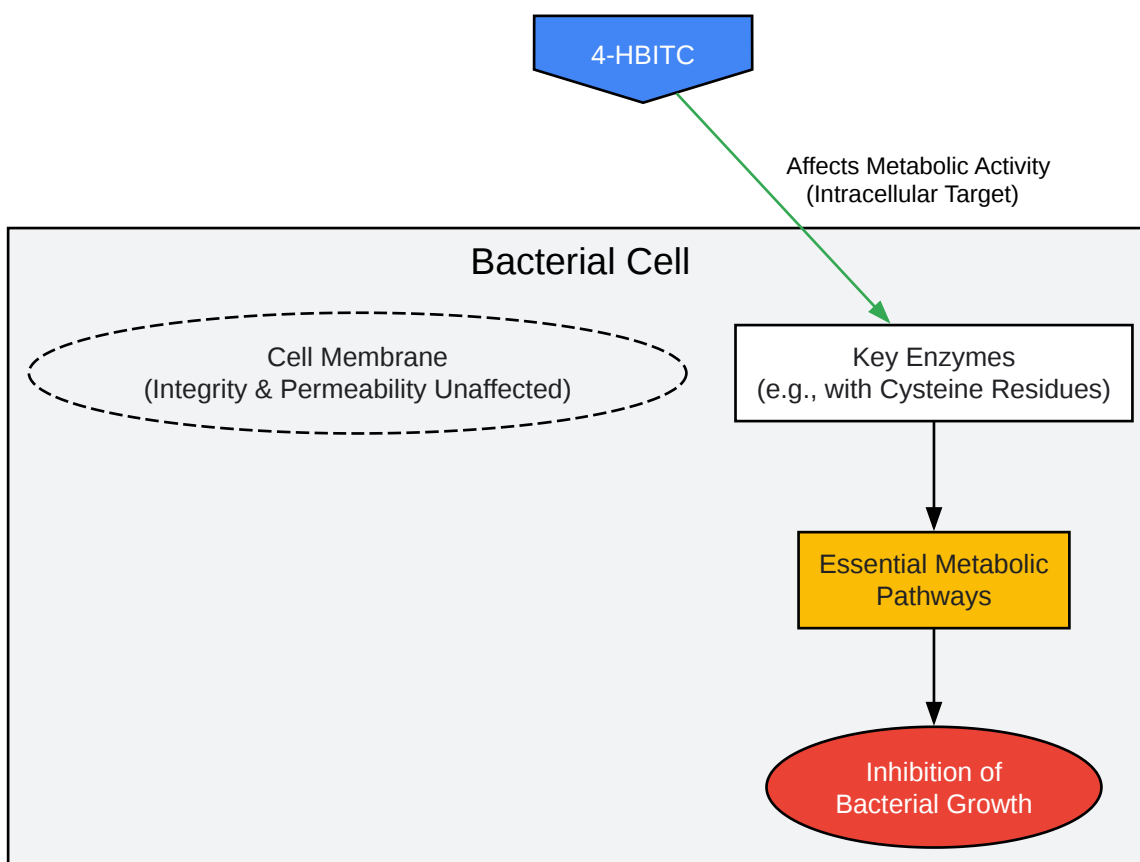 4-HBITC
Affects Metabolic Activity
(Intracellular Target)
Bacterial Cell
Cell Membrane
(Integrity & Permeability Unaffected)
Key Enzymes
(e.g., with Cysteine Residues)
Essential Metabolic
Pathways
Inhibition of
Bacterial Growth